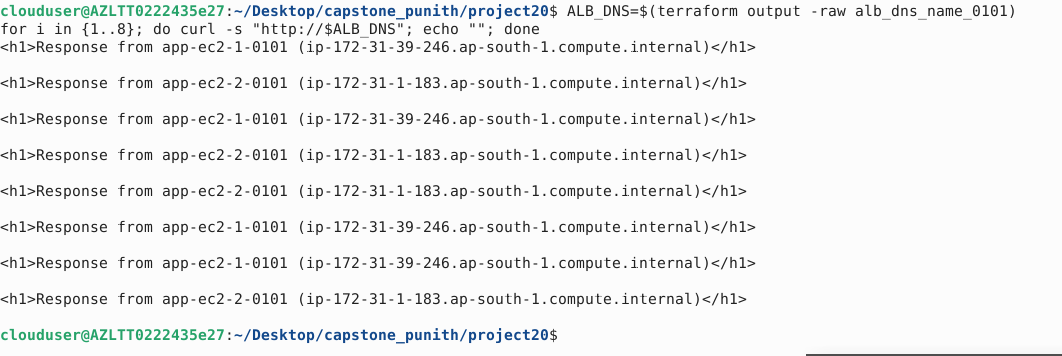 clouduser@AZLTT0222435e27:~/Desktop/capstone_punith/project20$ ALB_DNS=$(terraform output -raw alb_dns_name_0101)
for i in {1..8}; do curl -s "http://$ALB_DNS"; echo ""; done
<h1>Response from app-ec2-1-0101 (ip-172-31-39-246.ap-south-1.compute.internal)</h1>
<h1>Response from app-ec2-2-0101 (ip-172-31-1-183.ap-south-1.compute.internal)</h1>
<h1>Response from app-ec2-1-0101 (ip-172-31-39-246.ap-south-1.compute.internal)</h1>
<h1>Response from app-ec2-2-0101 (ip-172-31-1-183.ap-south-1.compute.internal)</h1>
<h1>Response from app-ec2-2-0101 (ip-172-31-1-183.ap-south-1.compute.internal)</h1>
<h1>Response from app-ec2-1-0101 (ip-172-31-39-246.ap-south-1.compute.internal)</h1>
<h1>Response from app-ec2-1-0101 (ip-172-31-39-246.ap-south-1.compute.internal)</h1>
<h1>Response from app-ec2-2-0101 (ip-172-31-1-183.ap-south-1.compute.internal)</h1>
clouduser@AZLTT0222435e27:~/Desktop/capstone_punith/project20$